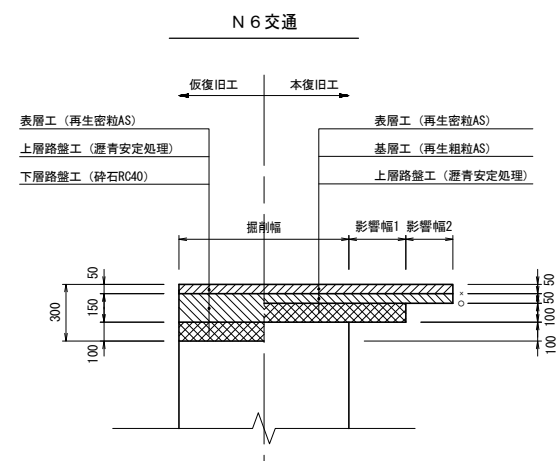 N6交通
仮復旧工
本復旧工
表層工(再生密粒AS)
上層路盤工(瀝青安定処理)
下層路盤工(砕石RC40)
表層工(再生密粒AS)
基層工(再生粗粒AS)
上層路盤工(瀝青安定処理)
掘削幅
影響幅1
影響幅2
300
50
150
100
50
50
100
100